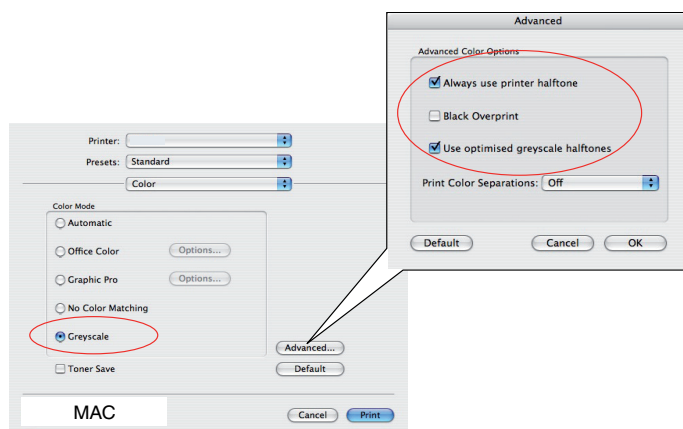 Advanced
Advanced Color Options
Always use printer halftone
Black Overprint
Use optimised greyscale halftones
Print Color Separations: Off
Default Cancel OK
Printer:
Presets: Standard
Color
Color Mode
Automatic
Office Color Options...
Graphic Pro Options...
No Color Matching
Greyscale
Advanced...
Toner Save Default
MAC Cancel Print